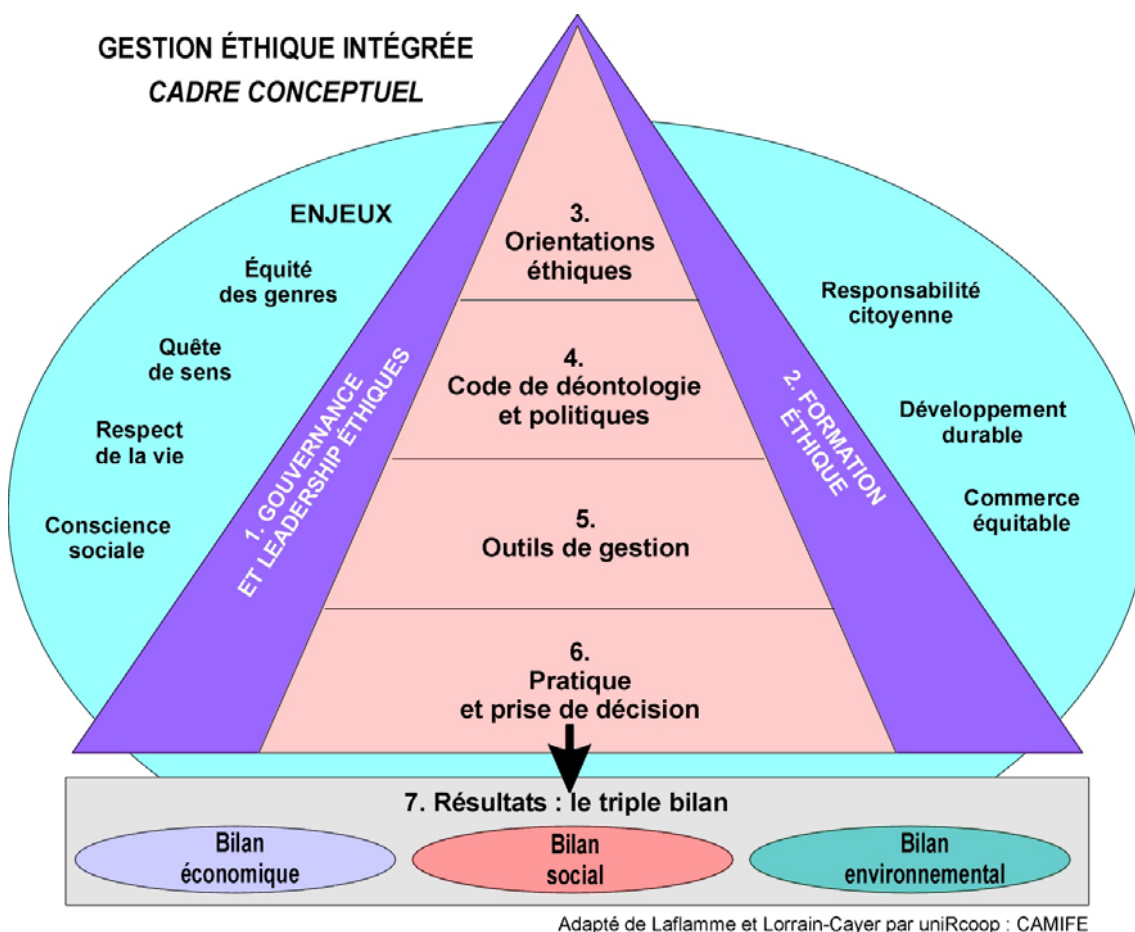 GESTION ÉTHIQUE INTÉGRÉE
CADRE CONCEPTUEL
ENJEUX
Équité
des genres
Quête
de sens
Respect
de la vie
Conscience
sociale
1. GOUVERNANCE
ET LEADERSHIP ÉTHIQUES
3.
Orientations
éthiques
4.
Code de déontologie
et politiques
5.
Outils de gestion
6.
Pratique
et prise de décision
2. FORMATION
ÉTHIQUE
Responsabilité
citoyenne
Développement
durable
Commerce
équitable
7. Résultats : le triple bilan
Bilan
économique
Bilan
social
Bilan
environnemental
Adapté de Laflamme et Lorrain-Cayer par uniRcoop : CAMIFE